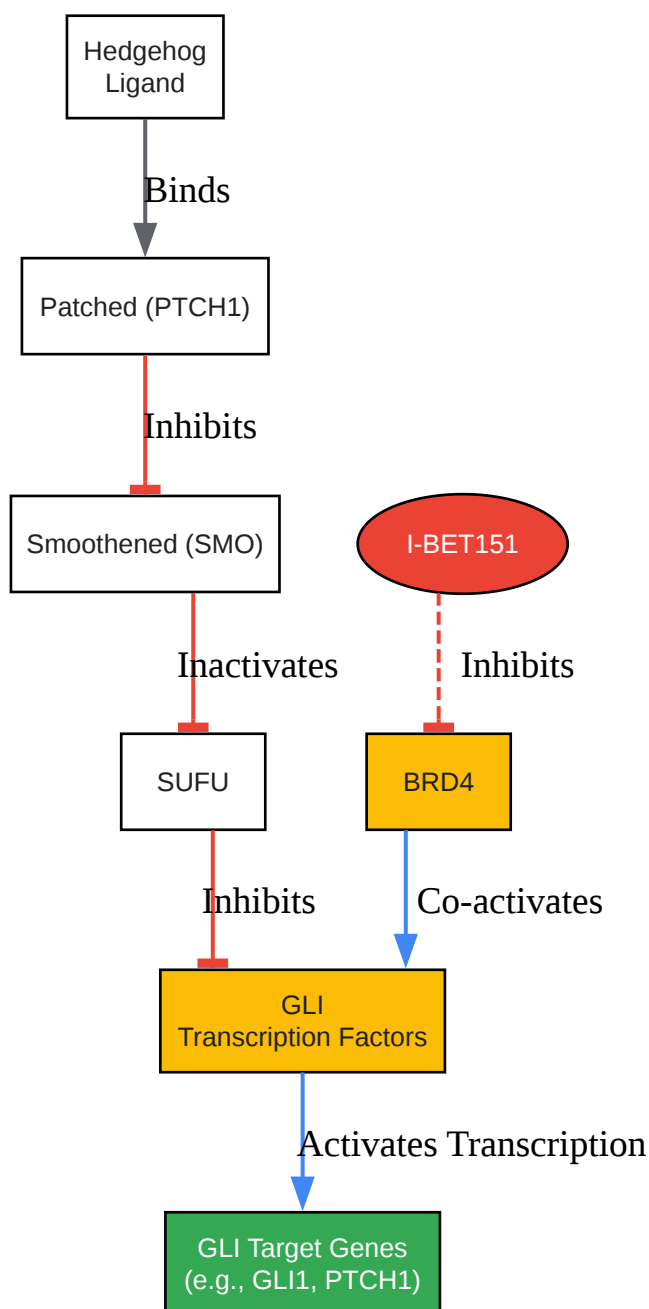 Hedgehog
Ligand
Binds
Patched (PTCH1)
Inhibits
Smoothened (SMO)
I-BET151
Inactivates
Inhibits
SUFU
BRD4
Inhibits
Co-activates
GLI
Transcription Factors
Activates Transcription
GLI Target Genes
(e.g., GLI1, PTCH1)